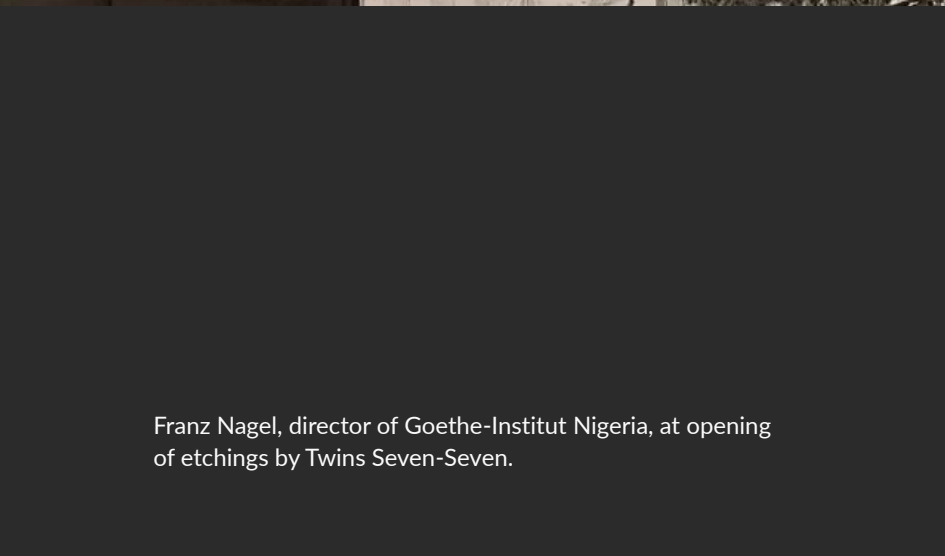 Franz Nagel, director of Goethe-Institut Nigeria, at opening
of etchings by Twins Seven-Seven.